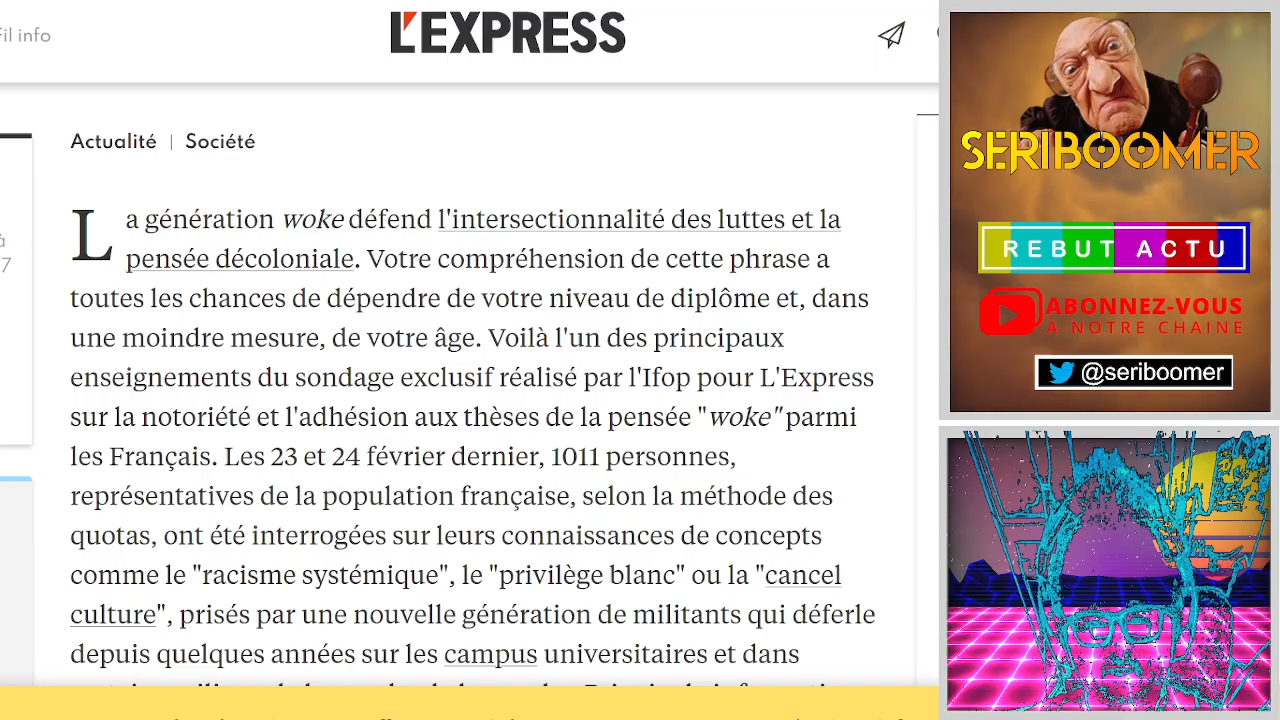 Fil info
L'EXPRESS
Actualité | Société
à
7
La génération woke défend l'intersectionnalité des luttes et la
pensée décoloniale. Votre compréhension de cette phrase a
toutes les chances de dépendre de votre niveau de diplôme et, dans
une moindre mesure, de votre âge. Voilà l'un des principaux
enseignements du sondage exclusif réalisé par l'Ifop pour L'Express
sur la notoriété et l'adhésion aux thèses de la pensée "woke" parmi
les Français. Les 23 et 24 février dernier, 1011 personnes,
représentatives de la population française, selon la méthode des
quotas, ont été interrogées sur leurs connaissances de concepts
comme le "racisme systémique", le "privilège blanc" ou la "cancel
culture", prisés par une nouvelle génération de militants qui déferle
depuis quelques années sur les campus universitaires et dans
SERIBOOMER
REBUT ACTU
ABONNEZ-VOUS
À NOTRE CHAINE
@seriboomer